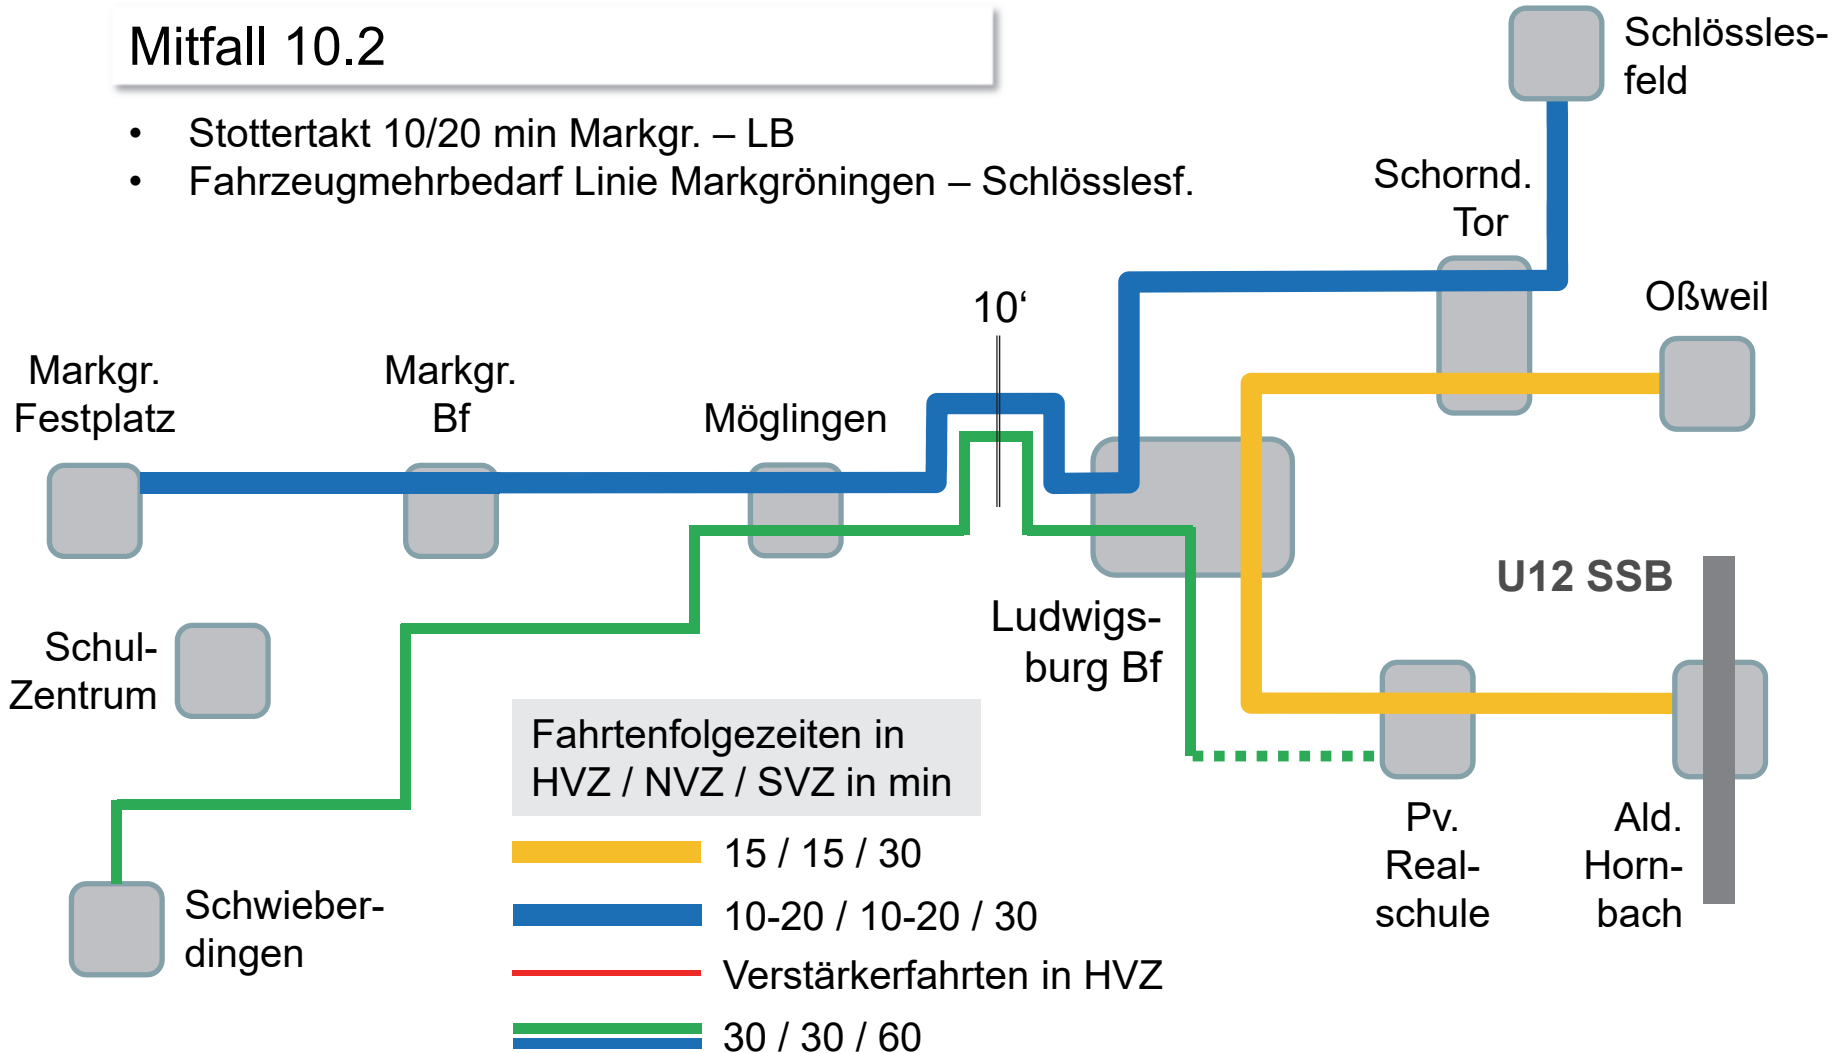 Mitfall 10.2
• Stottertakt 10/20 min Markgr. – LB
• Fahrzeugmehrbedarf Linie Markgröningen – Schlösslesf.
Schlössles-
feld
Schornd.
Tor
Oßweil
10‘
Markgr.
Festplatz
Markgr.
Bf
Möglingen
U12 SSB
Ludwigs-
burg Bf
Schul-
Zentrum
Fahrtenfolgezeiten in
HVZ / NVZ / SVZ in min
15 / 15 / 30
10-20 / 10-20 / 30
Verstärkerfahrten in HVZ
30 / 30 / 60
Pv.
Real-
schule
Ald.
Horn-
bach
Schwieber-
dingen